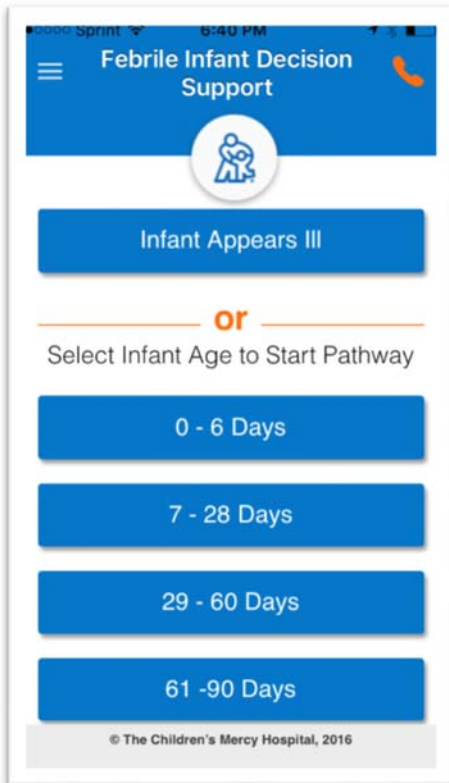 Sprint 6:40 PM
Febrile Infant Decision
Support
Infant Appears Ill
or
Select Infant Age to Start Pathway
0 - 6 Days
7 - 28 Days
29 - 60 Days
61 -90 Days
© The Children's Mercy Hospital, 2016